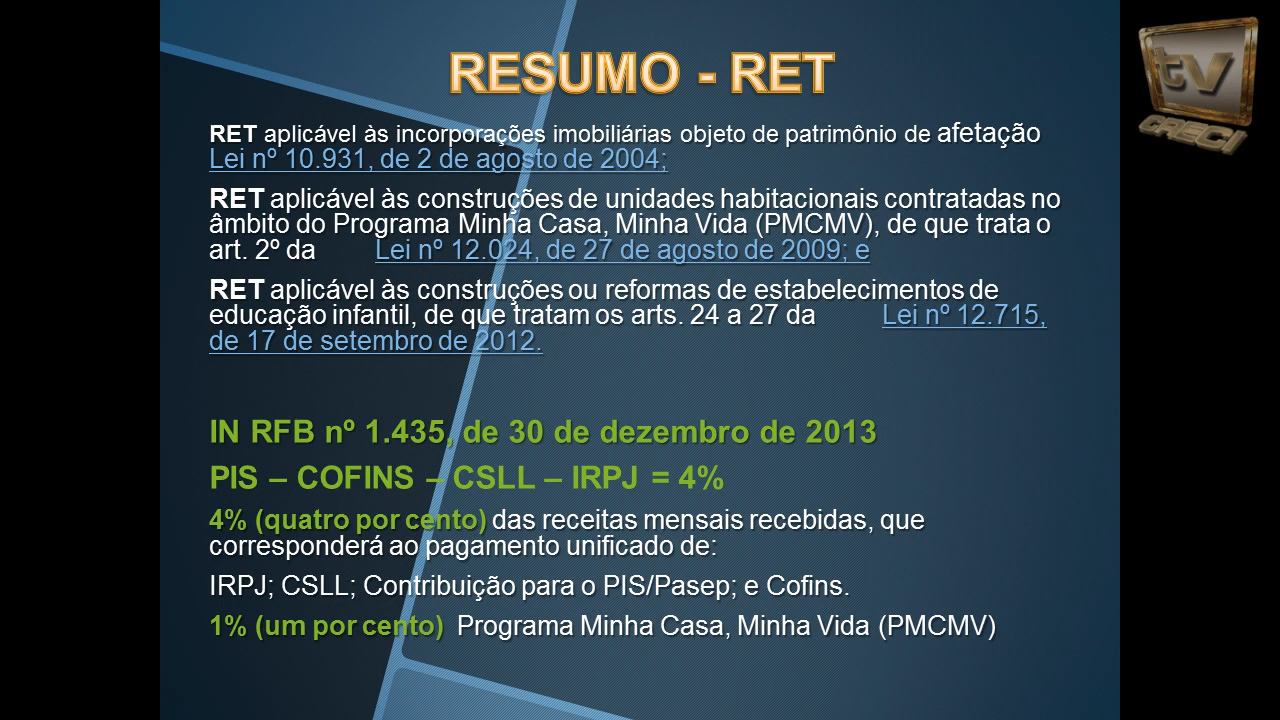 RESUMO - RET
RET aplicável às incorporações imobiliárias objeto de patrimônio de afetação
Lei nº 10.931, de 2 de agosto de 2004;
RET aplicável às construções de unidades habitacionais contratadas no
âmbito do Programa Minha Casa, Minha Vida (PMCMV), de que trata o
art. 2º da Lei nº 12.024, de 27 de agosto de 2009; e
RET aplicável às construções ou reformas de estabelecimentos de
educação infantil, de que tratam os arts. 24 a 27 da Lei nº 12.715,
de 17 de setembro de 2012.
IN RFB nº 1.435, de 30 de dezembro de 2013
PIS – COFINS – CSLL – IRPJ = 4%
4% (quatro por cento) das receitas mensais recebidas, que
corresponderá ao pagamento unificado de:
IRPJ; CSLL; Contribuição para o PIS/Pasep; e Cofins.
1% (um por cento) Programa Minha Casa, Minha Vida (PMCMV)
tv
CRECI